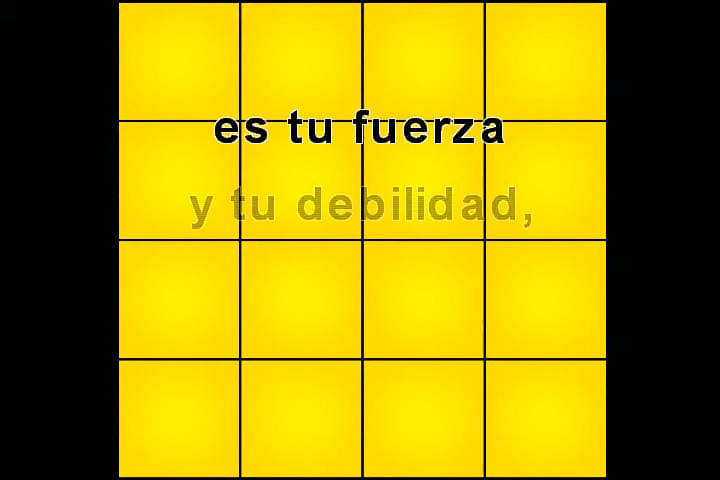 es tu fuerza
y tu debilidad,